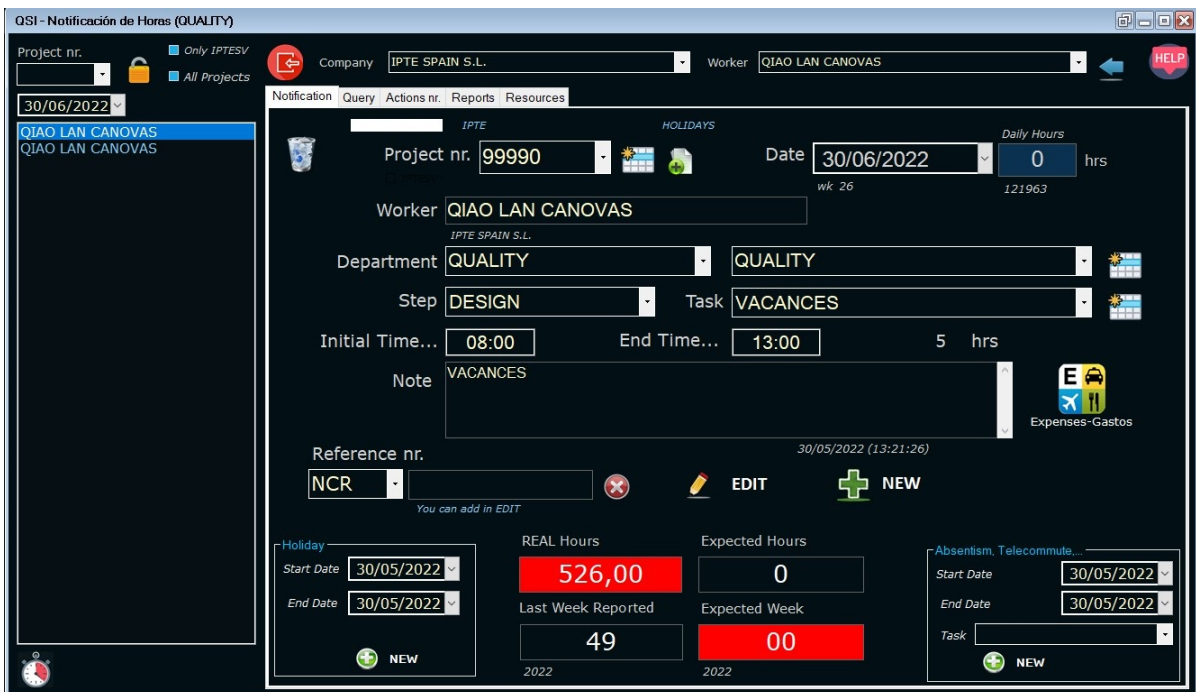 QSI - Notificación de Horas (QUALITY)
Project nr.
Only IPTESV
All Projects
Company IPTE SPAIN S.L.
Worker QIAO LAN CANOVAS
HELP
30/06/2022
QIAO LAN CANOVAS
QIAO LAN CANOVAS
Notification Query Actions nr. Reports Resources
IPTE HOLIDAYS
Daily Hours
Project nr. 99990
Date 30/06/2022 0 hrs
wk 26
121963
Worker QIAO LAN CANOVAS
IPTE SPAIN S.L.
Department QUALITY QUALITY
Step DESIGN Task VACANCES
Initial Time... 08:00 End Time... 13:00 5 hrs
Note VACANCES
E
Expenses-Gastos
30/05/2022 (13:21:26)
Reference nr.
NCR
EDIT NEW
You can add in EDIT
Holiday
Start Date 30/05/2022
End Date 30/05/2022
NEW
REAL Hours Expected Hours
526,00 0
Last Week Reported Expected Week
49 00
2022 2022
Absentism, Telecommute,...
Start Date 30/05/2022
End Date 30/05/2022
Task
NEW